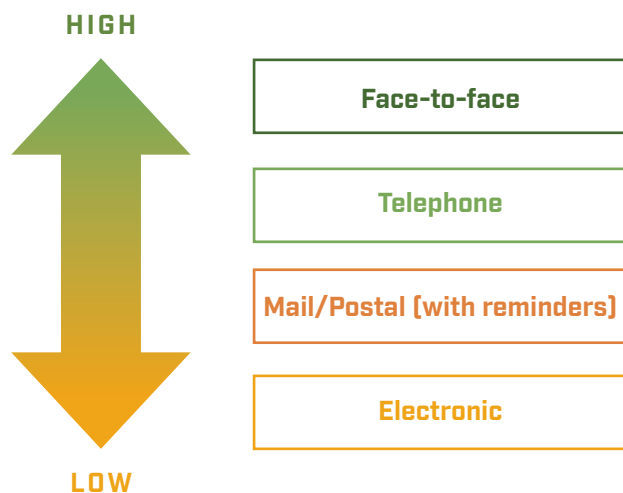 HIGH
Face-to-face
Telephone
Mail/Postal (with reminders)
Electronic
LOW